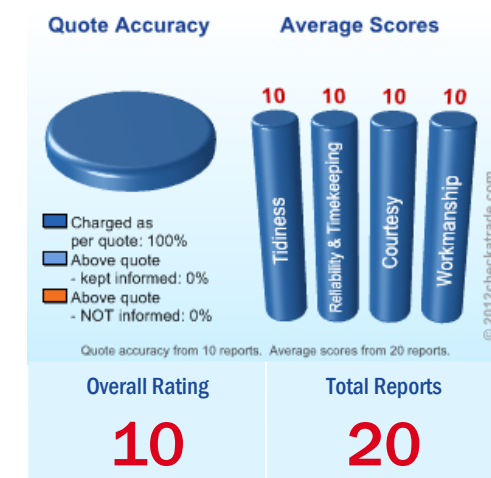 Quote Accuracy
Average Scores
10 10 10 10
Tidiness
Reliability & Timekeeping
Courtesy
Workmanship
Charged as
per quote: 100%
Above quote
- kept informed: 0%
Above quote
- NOT informed: 0%
© 2012checkatrade.com
Quote accuracy from 10 reports. Average scores from 20 reports.
Overall Rating
Total Reports
10
20